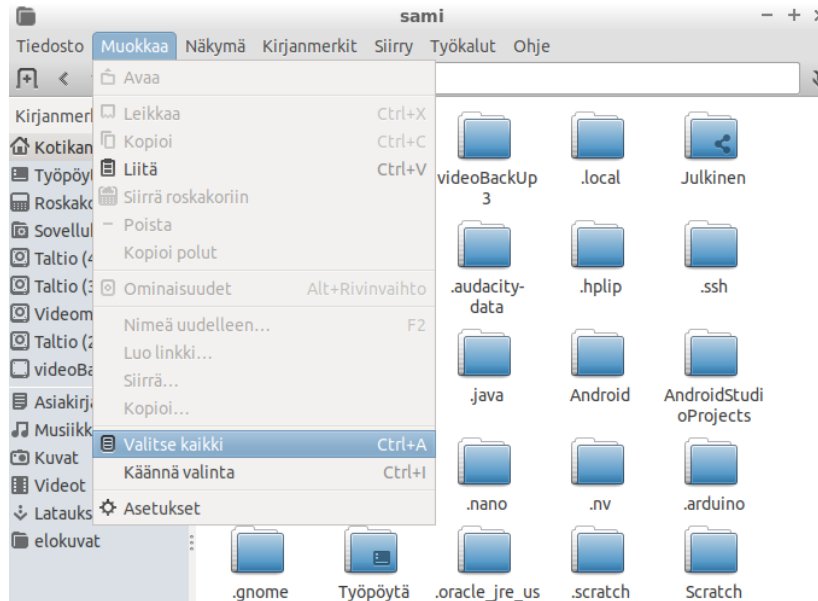 sami
Tiedosto Muokkaa Näkymä Kirjanmerkit Siirry Työkalut Ohje
Avaa
Leikkaa Ctrl+X
Kopioi Ctrl+C
Liitä Ctrl+V
Siirrä roskakoriin
Poista
Kopioi polut
Ominaisuudet Alt+Rivinvaihto
Nimeä uudelleen... F2
Luo linkki...
Siirrä...
Kopioi...
Valitse kaikki Ctrl+A
Käännä valinta Ctrl+I
Asetukset
Kirjanmerk
Kotikan
Työpöyt
Roskako
Sovellul
Taltio (4
Taltio (3
Videom
Taltio (2
videoBa
Asiakirja
Musiikk
Kuvat
Videot
Latauks
elokuvat
videoBackUp
3
.local
Julkinen
.audacity-
data
.hplip
.ssh
.java
Android
AndroidStudi
oProjects
.nano
.nv
.arduino
.gnome
Työpöytä
.oracle_jre_us
.scratch
Scratch